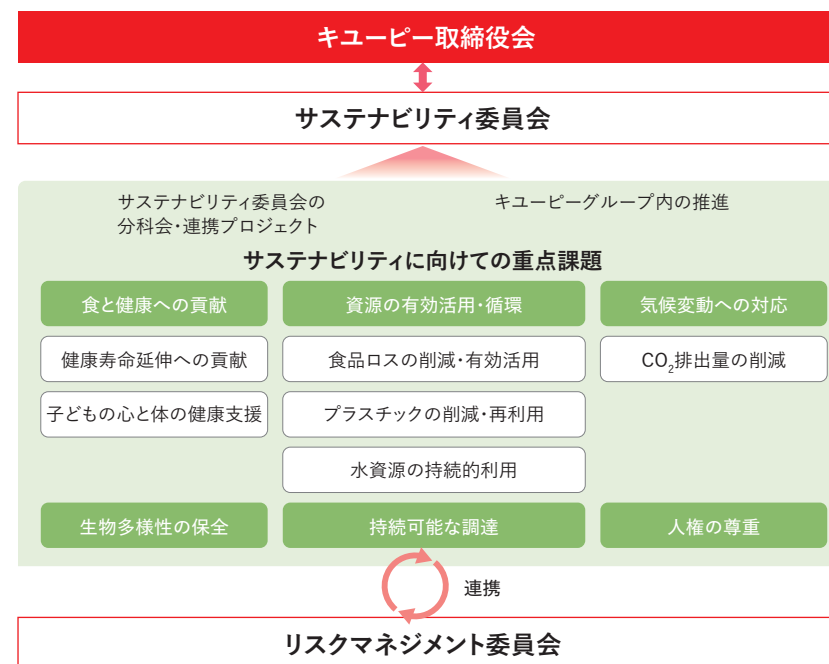 キユーピー取締役会
サステナビリティ委員会
サステナビリティ委員会の
分科会・連携プロジェクト
キユーピーグループ内の推進
サステナビリティに向けての重点課題
食と健康への貢献
資源の有効活用・循環
気候変動への対応
健康寿命延伸への貢献
食品ロスの削減・有効活用
CO₂排出量の削減
子どもの心と体の健康支援
プラスチックの削減・再利用
水資源の持続的利用
生物多様性の保全
持続可能な調達
人権の尊重
連携
リスクマネジメント委員会